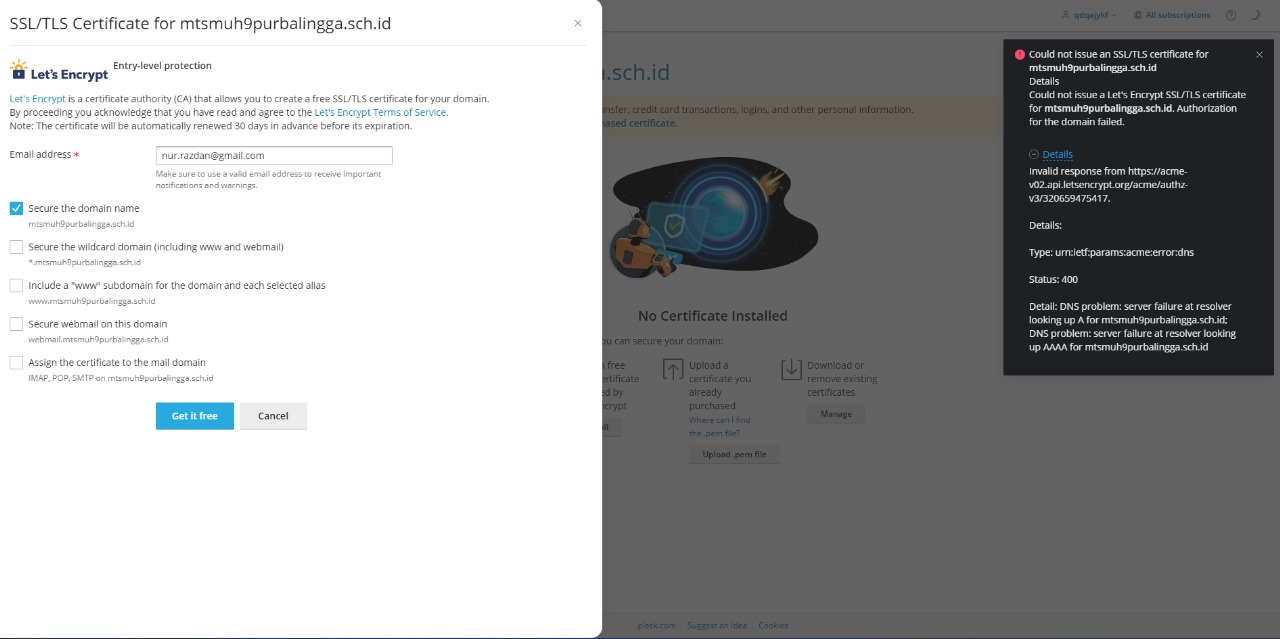 SSL/TLS Certificate for mtsmuh9purbalingga.sch.id
Let's Encrypt
Entry-level protection
Let's Encrypt is a certificate authority (CA) that allows you to create a free SSL/TLS certificate for your domain.
By proceeding you acknowledge that you have read and agree to the Let's Encrypt Terms of Service.
Note: The certificate will be automatically renewed 30 days in advance before its expiration.
Email address *
nur.razdan@gmail.com
Make sure to use a valid email address to receive important
notifications and warnings.
Secure the domain name
mtsmuh9purbalingga.sch.id
Secure the wildcard domain (including www and webmail)
*.mtsmuh9purbalingga.sch.id
Include a "www" subdomain for the domain and each selected alias
www.mtsmuh9purbalingga.sch.id
Secure webmail on this domain
webmail.mtsmuh9purbalingga.sch.id
Assign the certificate to the mail domain
IMAP, POP, SMTP on mtsmuh9purbalingga.sch.id
Get it free
Cancel
qdqajykf
All subscriptions
.sch.id
nsfer, credit card transactions, logins, and other personal information.
ased certificate.
No Certificate Installed
ou can secure your domain:
a free
ertificate
ed by
ncrypt
all
Upload a
certificate you
already
purchased
Where can I find
the .pem file?
Upload .pem file
Download or
remove existing
certificates
Manage
Could not issue an SSL/TLS certificate for
mtsmuh9purbalingga.sch.id
Details
Could not issue a Let's Encrypt SSL/TLS certificate
for mtsmuh9purbalingga.sch.id. Authorization
for the domain failed.
Details
Invalid response from https://acme-
v02.api.letsencrypt.org/acme/authz-
v3/320659475417.
Details:
Type: urn:ietf:params:acme:error:dns
Status: 400
Detail: DNS problem: server failure at resolver
looking up A for mtsmuh9purbalingga.sch.id;
DNS problem: server failure at resolver looking
up AAAA for mtsmuh9purbalingga.sch.id
plesk.com
Suggest an Idea
Cookies